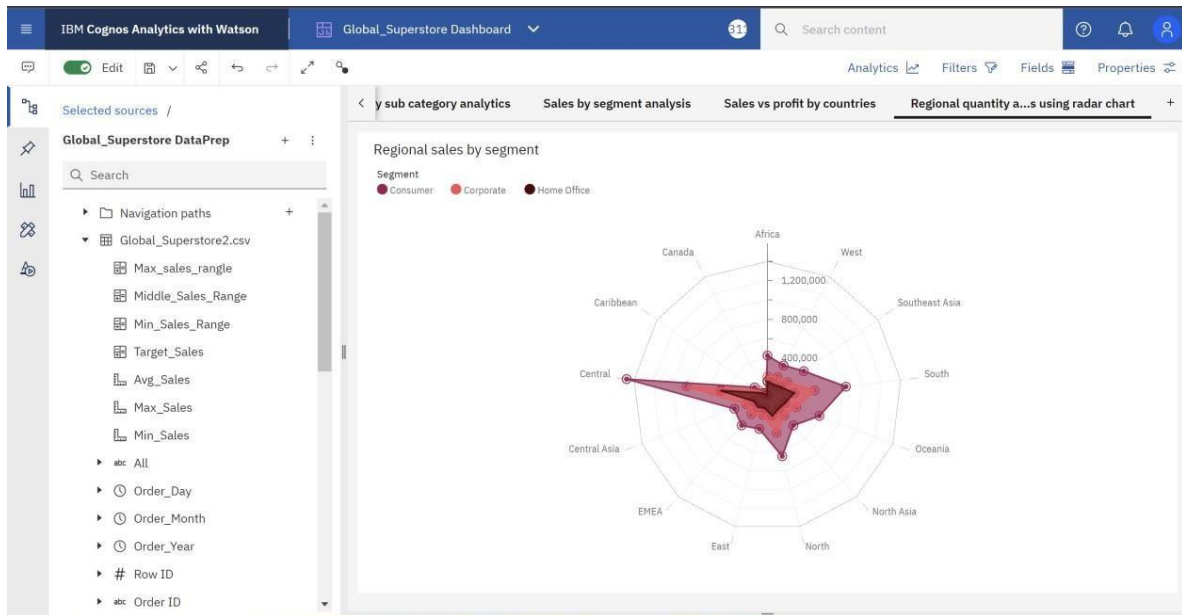 IBM Cognos Analytics with Watson
Global_Superstore Dashboard
Search content
Edit
Analytics
Filters
Fields
Properties
Selected sources /
y sub category analytics
Sales by segment analysis
Sales vs profit by countries
Regional quantity a...s using radar chart
+
Global_Superstore DataPrep
+
Search
Navigation paths
+
Global_Superstore2.csv
Max_sales_rangle
Middle_Sales_Range
Min_Sales_Range
Target_Sales
Avg_Sales
Max_Sales
Min_Sales
abc All
Order_Day
Order_Month
Order_Year
# Row ID
abc Order ID
Regional sales by segment
Segment
Consumer
Corporate
Home Office
Africa
Canada
West
1,200,000
Caribbean
800,000
Southeast Asia
400,000
Central
South
Central Asia
Oceania
EMEA
North Asia
East
North